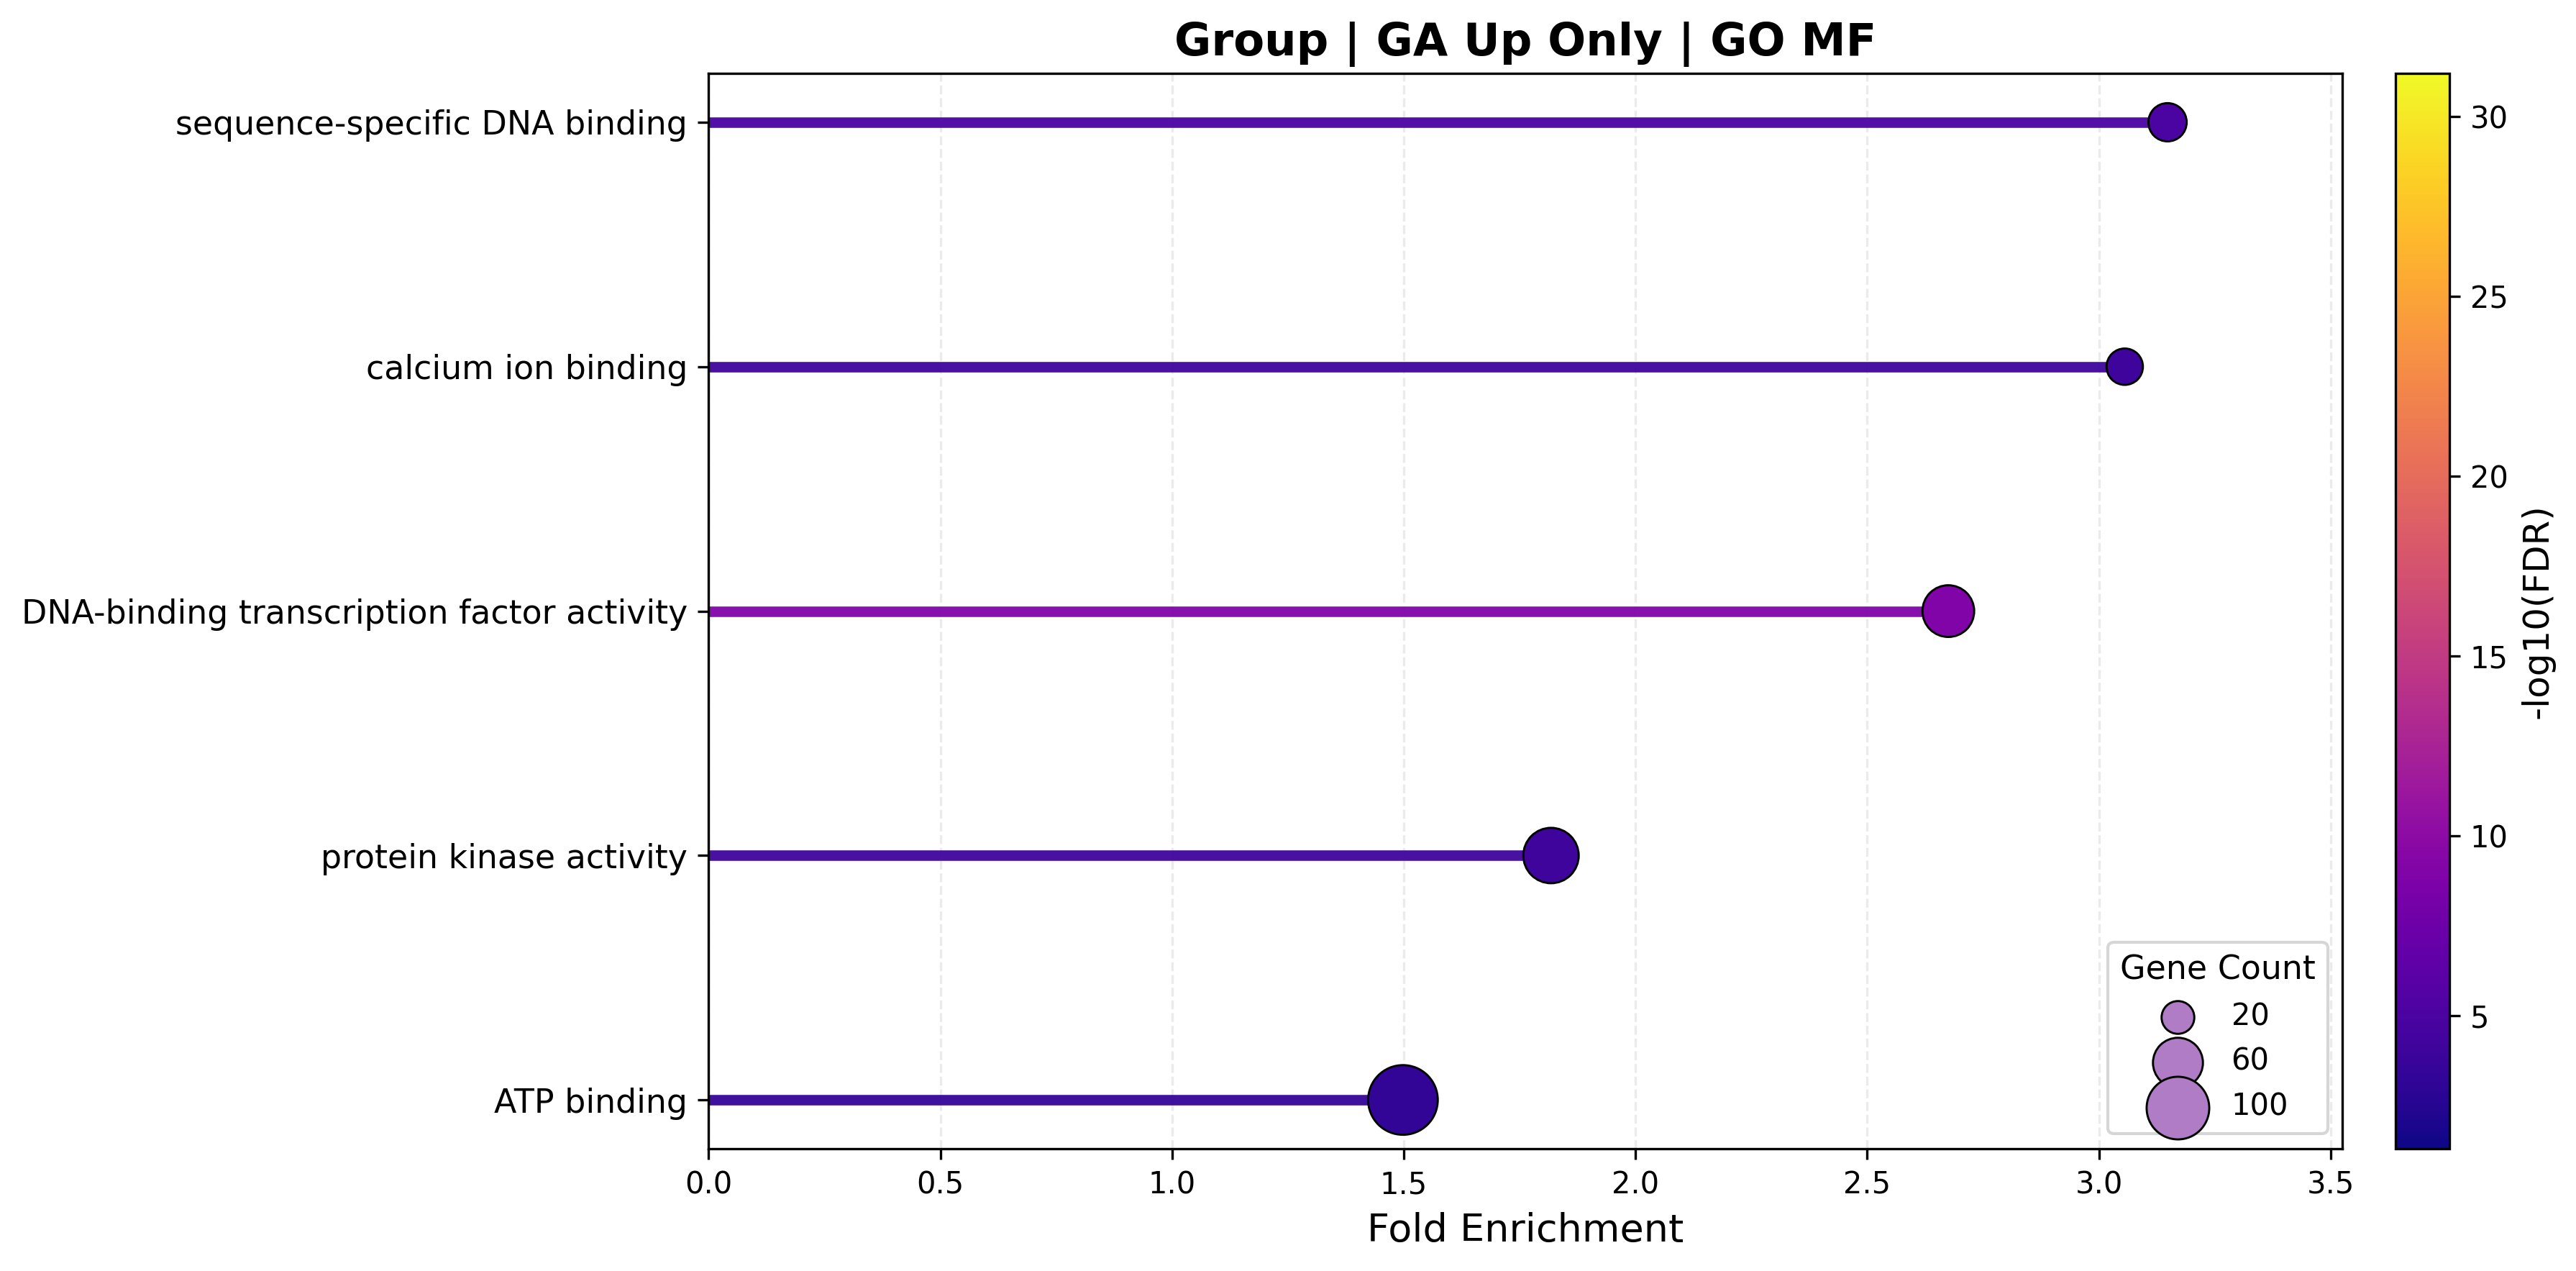 Group | GA Up Only | GO MF
sequence-specific DNA binding
calcium ion binding
DNA-binding transcription factor activity
protein kinase activity
ATP binding
0.0 0.5 1.0 1.5 2.0 2.5 3.0 3.5
Fold Enrichment
Gene Count
20
60
100
30
25
20
15
10
5
-log10(FDR)